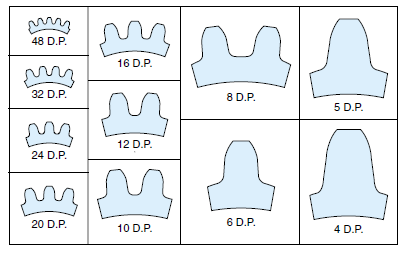 48 D.P.
32 D.P.
24 D.P.
20 D.P.
16 D.P.
12 D.P.
10 D.P.
8 D.P.
6 D.P.
5 D.P.
4 D.P.